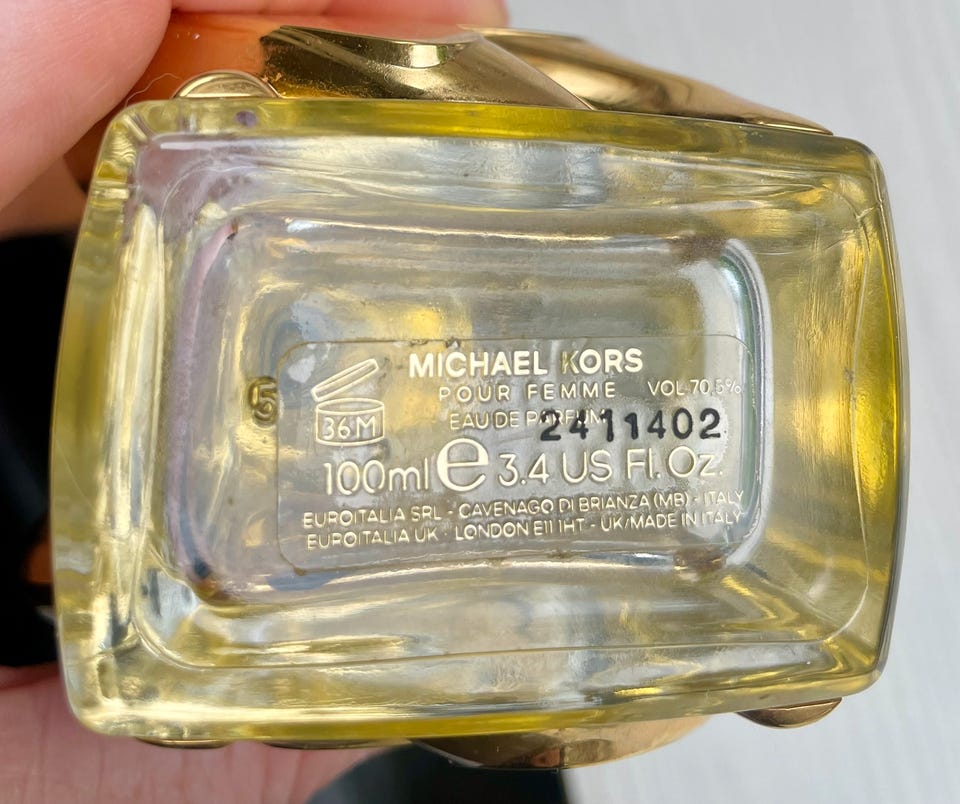 MICHAEL KORS
POUR FEMME VOL·70,5%
EAU DE PARFUM
2411402
5
36M
100ml e 3.4 US Fl. Oz.
EUROITALIA SRL - CAVENAGO DI BRIANZA (MB) - ITALY
EUROITALIA UK · LONDON E11 1HT - UK/MADE IN ITALY